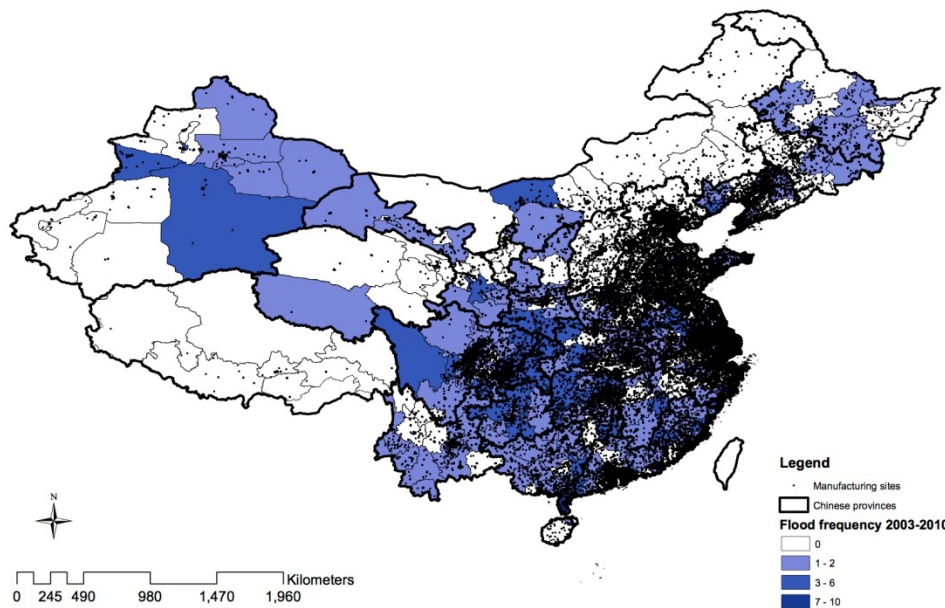 N
Kilometers
0 245 490 980 1,470 1,960
Legend
Manufacturing sites
Chinese provinces
Flood frequency 2003-2010
0
1 - 2
3 - 6
7 - 10